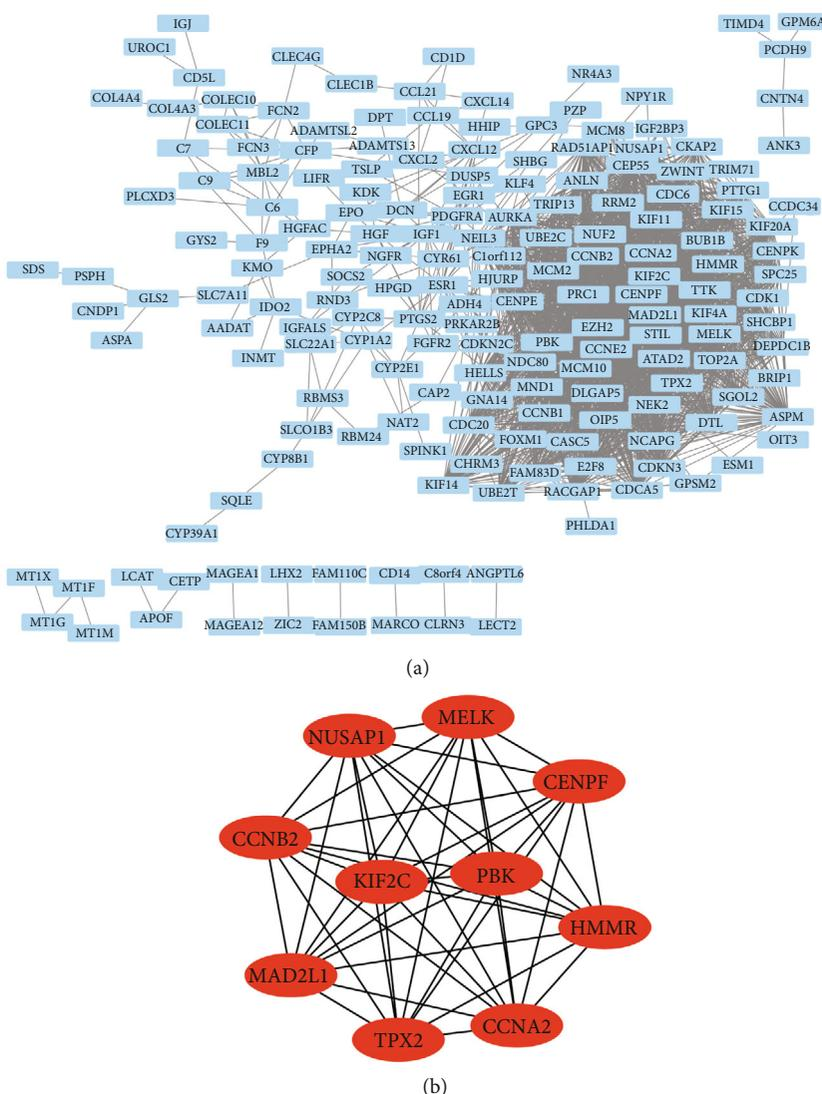 IGJ
TIMD4 GPM6A
UROC1
PCDH9
CLEC4G CD1D
CD5L NR4A3
CLEC1B
COL4A4 COLEC10 CCL21 CXCL14 NPY1R CNTN4
COL4A3 FCN2 DPT CCL19 PZP
COLEC11 ADAMTSL2 HHIP GPC3 MCM8 IGF2BP3
C7 FCN3 CFP ADAMTS13 CXCL12 RAD51AP1 NUSAP1 CKAP2 ANK3
CXCL2 SHBG CEP55
MBL2 TSLP DUSP5 ZWINT TRIM71
C9 LIFR KLF4 ANLN
KDK EGR1 CDC6 PTTG1
PLCXD3 TRIP13 RRM2
C6 EPO DCN PDGFRA AURKA KIF15 CCDC34
HGFAC KIF11
GYS2 F9 HGF IGF1 NEIL3 UBE2C NUF2 BUB1B KIF20A
EPHA2 NGFR CYR61 C1orf112 CCNB2 CCNA2 CENPK
SDS KMO MCM2 HMMR
PSPH SOCS2 HJURP KIF2C SPC25
HPGD ESR1 TTK
GLS2 SLC7A11 RND3 CENPE PRC1 CENPF CDK1
CNDP1 IDO2 ADH4
CYP2C8 PTGS2 MAD2L1 KIF4A
AADAT IGFALS PRKAR2B EZH2 SHCBP1
ASPA SLC22A1 CYP1A2 FGFR2 CDKN2C PBK STIL MELK
CCNE2 DEPDC1B
INMT NDC80 ATAD2 TOP2A
CYP2E1 HELLS MCM10
MND1 TPX2 BRIP1
CAP2 DLGAP5
RBMS3 GNA14 NEK2 SGOL2
CCNB1 ASPM
NAT2 CDC20 OIP5 DTL
SLCO1B3 RBM24 FOXM1 CASC5 NCAPG OIT3
SPINK1
CYP8B1 CHRM3 E2F8 ESM1
FAM83D CDKN3
KIF14 GPSM2
UBE2T RACGAP1 CDCA5
SQLE
PHLDA1
CYP39A1
MT1X LCAT MAGEA1 LHX2 FAM110C CD14 C8orf4 ANGPTL6
MT1F CETP
MT1G APOF
MT1M MAGEA12 ZIC2 FAM150B MARCO CLRN3 LECT2
(a)
MELK
NUSAP1
CENPF
CCNB2
KIF2C PBK
HMMR
MAD2L1
TPX2 CCNA2
(b)